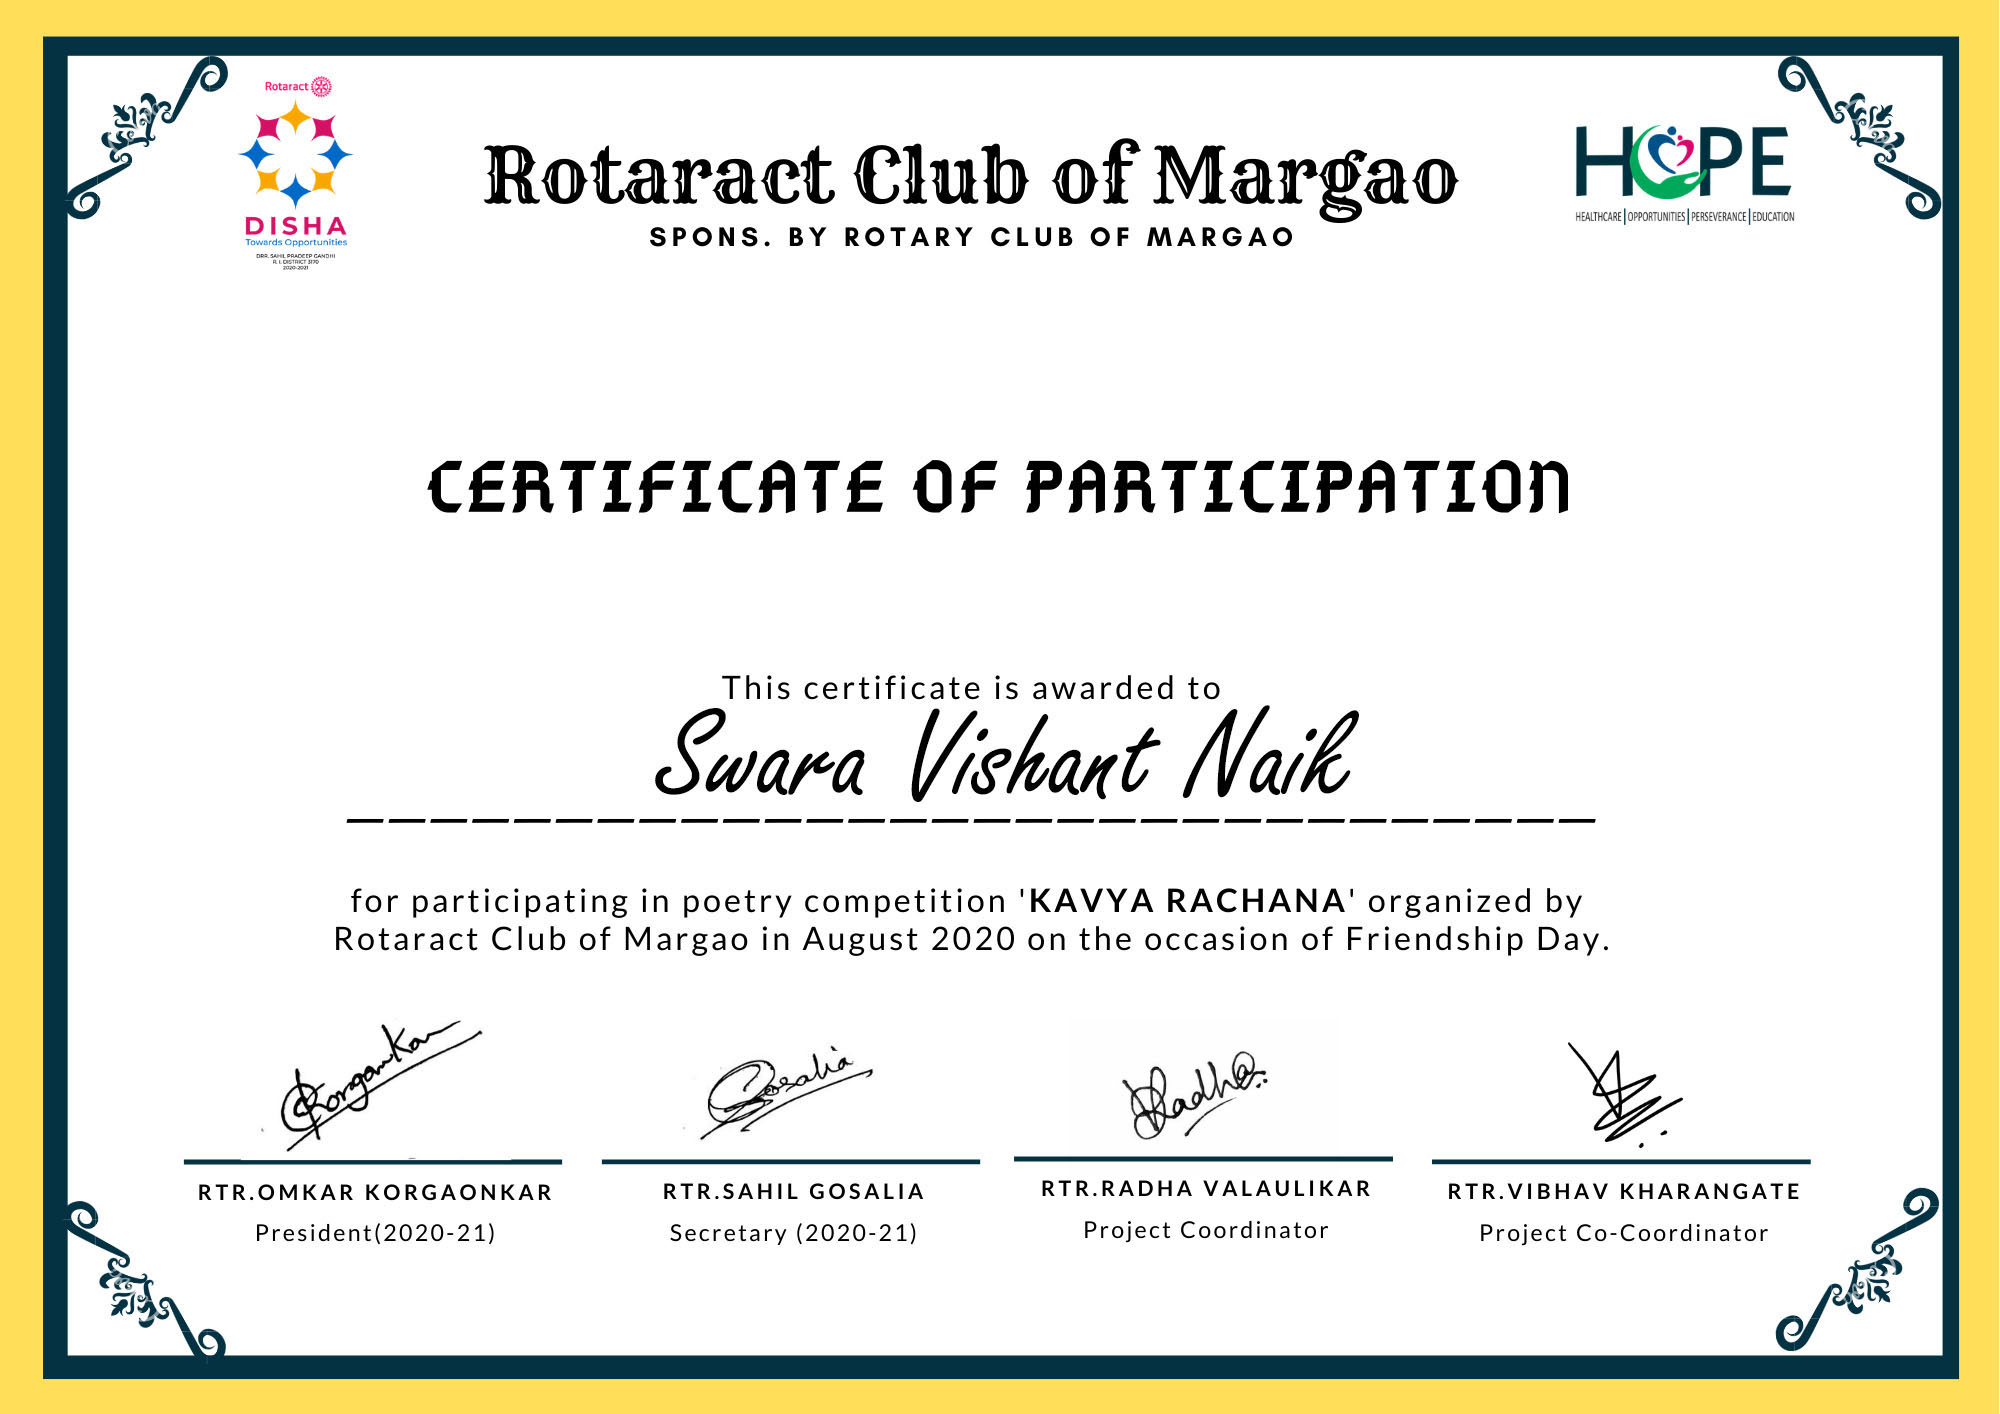 Rotaract
DISHA
Towards Opportunities
DRR. SAHIL PRADEEP GANDHI
R. I. DISTRICT 3170
2020-2021
Rotaract Club of Margao
SPONS. BY ROTARY CLUB OF MARGAO
HOPE
HEALTHCARE | OPPORTUNITIES | PERSEVERANCE | EDUCATION
CERTIFICATE OF PARTICIPATION
This certificate is awarded to
Swara Vishant Naik
for participating in poetry competition 'KAVYA RACHANA' organized by
Rotaract Club of Margao in August 2020 on the occasion of Friendship Day.
Korgaonkar
Gosalia
Radha
RTR.OMKAR KORGAONKAR
President(2020-21)
RTR.SAHIL GOSALIA
Secretary (2020-21)
RTR.RADHA VALAULIKAR
Project Coordinator
RTR.VIBHAV KHARANGATE
Project Co-Coordinator